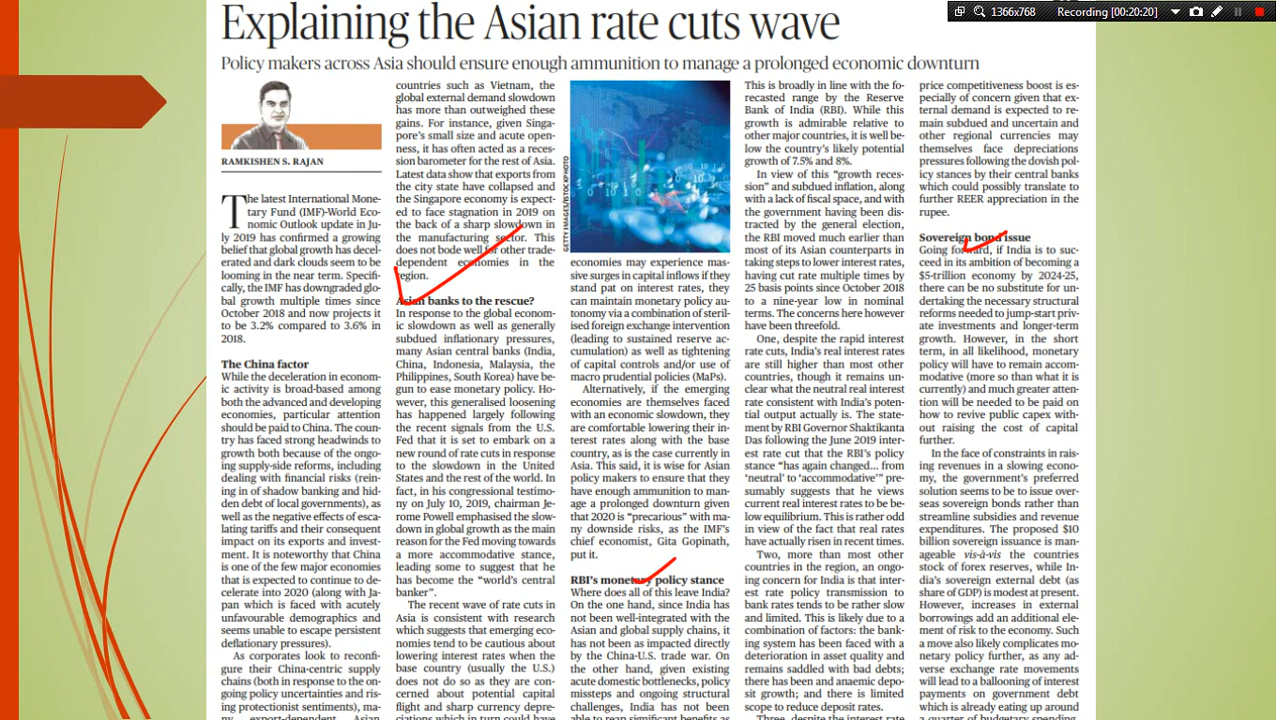 Explaining the Asian rate cuts wave
1366x768
Recording [00:20:20]
Policy makers across Asia should ensure enough ammunition to manage a prolonged economic downturn
RAMKISHEN S. RAJAN
The latest International Mone-
tary Fund (IMF)-World Eco-
nomic Outlook update in Ju-
ly 2019 has confirmed a growing
belief that global growth has decel-
erated and dark clouds seem to be
looming in the near term. Specifi-
cally, the IMF has downgraded glo-
bal growth multiple times since
October 2018 and now projects it
to be 3.2% compared to 3.6% in
2018.
The China factor
While the deceleration in econom-
ic activity is broad-based among
both the advanced and developing
economies, particular attention
should be paid to China. The coun-
try has faced strong headwinds to
growth both because of the ongo-
ing supply-side reforms, including
dealing with financial risks (rein-
ing in of shadow banking and hid-
den debt of local governments), as
well as the negative effects of esca-
lating tariffs and their consequent
impact on its exports and invest-
ment. It is noteworthy that China
is one of the few major economies
that is expected to continue to de-
celerate into 2020 (along with Ja-
pan which is faced with acutely
unfavourable demographics and
seems unable to escape persistent
deflationary pressures).
As corporates look to reconfi-
gure their China-centric supply
chains (both in response to the on-
going policy uncertainties and ris-
ing protectionist sentiments), ma-
ny export-dependent Asian
countries such as Vietnam, the
global external demand slowdown
has more than outweighed these
gains. For instance, given Singa-
pore's small size and acute open-
ness, it has often acted as a reces-
sion barometer for the rest of Asia.
Latest data show that exports from
the city state have collapsed and
the Singapore economy is expect-
ed to face stagnation in 2019 on
the back of a sharp slowdown in
the manufacturing sector. This
does not bode well for other trade-
dependent economies in the
region.
Asian banks to the rescue?
In response to the global econom-
ic slowdown as well as generally
subdued inflationary pressures,
many Asian central banks (India,
China, Indonesia, Malaysia, the
Philippines, South Korea) have be-
gun to ease monetary policy. Ho-
wever, this generalised loosening
has happened largely following
the recent signals from the U.S.
Fed that it is set to embark on a
new round of rate cuts in response
to the slowdown in the United
States and the rest of the world. In
fact, in his congressional testimo-
ny on July 10, 2019, chairman Je-
rome Powell emphasised the slow-
down in global growth as the main
reason for the Fed moving towards
a more accommodative stance,
leading some to suggest that he
has become the “world's central
banker”.
The recent wave of rate cuts in
Asia is consistent with research
which suggests that emerging eco-
nomies tend to be cautious about
lowering interest rates when the
base country (usually the U.S.)
does not do so as they are con-
cerned about potential capital
flight and sharp currency depre-
ciations which in turn could have
GETTY IMAGES/ISTOCKPHOTO
economies may experience mas-
sive surges in capital inflows if they
stand pat on interest rates, they
can maintain monetary policy au-
tonomy via a combination of steril-
ised foreign exchange intervention
(leading to sustained reserve ac-
cumulation) as well as tightening
of capital controls and/or use of
macro prudential policies (MaPs).
Alternatively, if the emerging
economies are themselves faced
with an economic slowdown, they
are comfortable lowering their in-
terest rates along with the base
country, as is the case currently in
Asia. This said, it is wise for Asian
policy makers to ensure that they
have enough ammunition to man-
age a prolonged downturn given
that 2020 is “precarious” with ma-
ny downside risks, as the IMF's
chief economist, Gita Gopinath,
put it.
RBI's monetary policy stance
Where does all of this leave India?
On the one hand, since India has
not been well-integrated with the
Asian and global supply chains, it
has not been as impacted directly
by the China-U.S. trade war. On
the other hand, given existing
acute domestic bottlenecks, policy
missteps and ongoing structural
challenges, India has not been
able to reap significant benefits as
This is broadly in line with the fo-
recasted range by the Reserve
Bank of India (RBI). While this
growth is admirable relative to
other major countries, it is well be-
low the country's likely potential
growth of 7.5% and 8%.
In view of this “growth reces-
sion” and subdued inflation, along
with a lack of fiscal space, and with
the government having been dis-
tracted by the general election,
the RBI moved much earlier than
most of its Asian counterparts in
taking steps to lower interest rates,
having cut rate multiple times by
25 basis points since October 2018
to a nine-year low in nominal
terms. The concerns here however
have been threefold.
One, despite the rapid interest
rate cuts, India's real interest rates
are still higher than most other
countries, though it remains un-
clear what the neutral real interest
rate consistent with India's poten-
tial output actually is. The state-
ment by RBI Governor Shaktikanta
Das following the June 2019 inter-
est rate cut that the RBI's policy
stance “has again changed... from
‘neutral’ to ‘accommodative’” pre-
sumably suggests that he views
current real interest rates to be be-
low equilibrium. This is rather odd
in view of the fact that real rates
have actually risen in recent times.
Two, more than most other
countries in the region, an ongo-
ing concern for India is that inter-
est rate policy transmission to
bank rates tends to be rather slow
and limited. This is likely due to a
combination of factors: the bank-
ing system has been faced with a
deterioration in asset quality and
remains saddled with bad debts;
there has been and anaemic depo-
sit growth; and there is limited
scope to reduce deposit rates.
Three, despite the interest rate
price competitiveness boost is es-
pecially of concern given that ex-
ternal demand is expected to re-
main subdued and uncertain and
other regional currencies may
themselves face depreciations
pressures following the dovish pol-
icy stances by their central banks
which could possibly translate to
further REER appreciation in the
rupee.
Sovereign bond issue
Going forward, if India is to suc-
ceed in its ambition of becoming a
$5-trillion economy by 2024-25,
there can be no substitute for un-
dertaking the necessary structural
reforms needed to jump-start priv-
ate investments and longer-term
growth. However, in the short
term, in all likelihood, monetary
policy will have to remain accom-
modative (more so than what it is
currently) and much greater atten-
tion will be needed to be paid on
how to revive public capex with-
out raising the cost of capital
further.
In the face of constraints in rais-
ing revenues in a slowing econo-
my, the government's preferred
solution seems to be issue over-
seas sovereign bonds rather than
streamline subsidies and revenue
expenditures. The proposed $10
billion sovereign issuance is man-
ageable vis-à-vis the countries
stock of forex reserves, while In-
dia's sovereign external debt (as
share of GDP) is modest at present.
However, increases in external
borrowings add an additional ele-
ment of risk to the economy. Such
a move also likely complicates mo-
netary policy further, as any ad-
verse exchange rate movements
will lead to a ballooning of interest
payments on government debt
which is already eating up around
a quarter of budgetary spending.